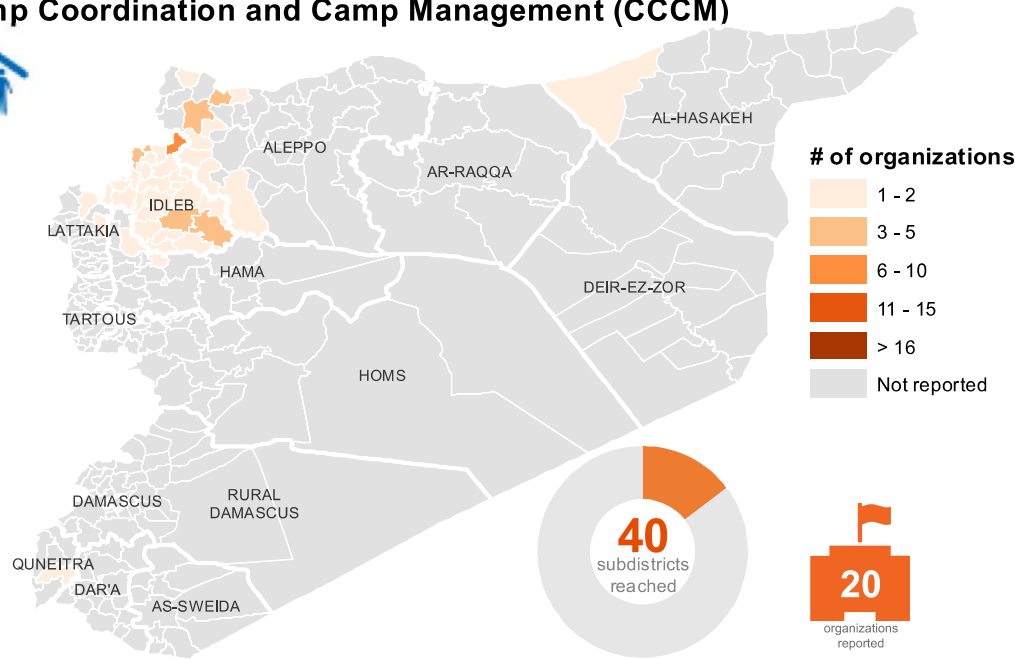 mp Coordination and Camp Management (CCCM)
AL-HASAKEH
ALEPPO
AR-RAQQA
# of organizations
1 - 2
IDLEB
3 - 5
LATTAKIA
6 - 10
HAMA
DEIR-EZ-ZOR
11 - 15
TARTOUS
> 16
HOMS
Not reported
DAMASCUS
RURAL
DAMASCUS
40
subdistricts
reached
QUNEITRA
DAR'A
AS-SWEIDA
20
organizations
reported